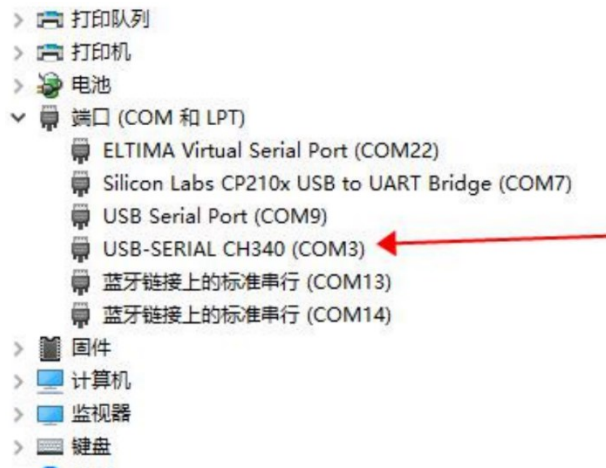 打印队列
打印机
电池
端口 (COM 和 LPT)
ELTIMA Virtual Serial Port (COM22)
Silicon Labs CP210x USB to UART Bridge (COM7)
USB Serial Port (COM9)
USB-SERIAL CH340 (COM3)
蓝牙链接上的标准串行 (COM13)
蓝牙链接上的标准串行 (COM14)
固件
计算机
监视器
键盘